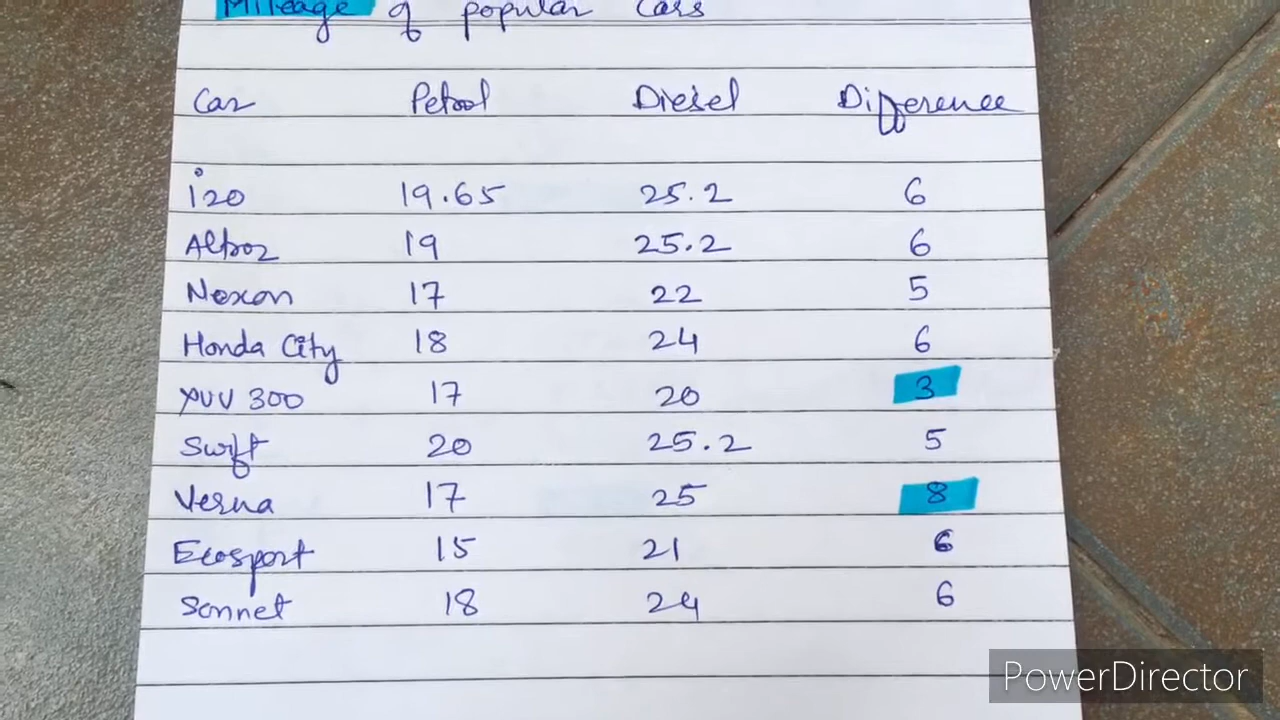 Mileage of popular Cars
Car Petrol Diesel Difference
i20 19.65 25.2 6
Altroz 19 25.2 6
Nexon 17 22 5
Honda City 18 24 6
XUV 300 17 20 3
Swift 20 25.2 5
Verna 17 25 8
Ecosport 15 21 6
Sonnet 18 24 6
PowerDirector